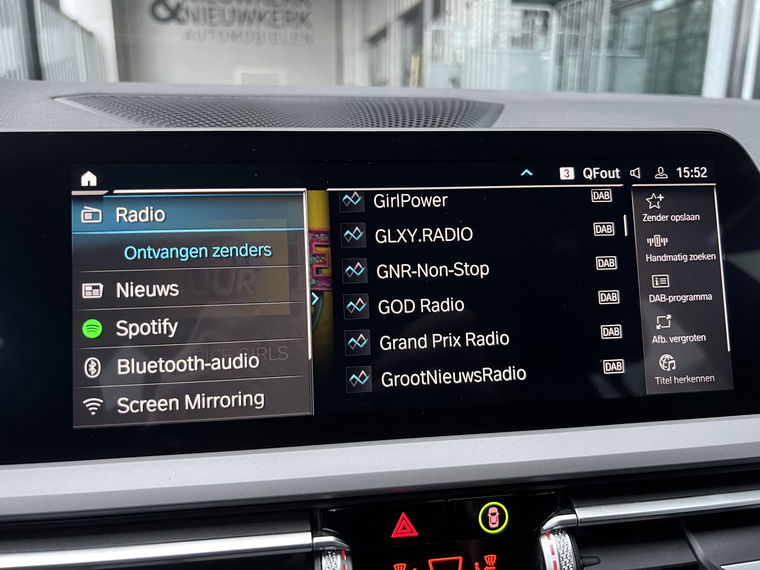 &NIEUWKERK
AUTOMOBIELEN
3 QFout 15:52
Radio
Ontvangen zenders
Nieuws
Spotify
Bluetooth-audio
Screen Mirroring
GirlPower DAB
GLXY.RADIO DAB
GNR-Non-Stop DAB
GOD Radio DAB
Grand Prix Radio DAB
GrootNieuwsRadio DAB
Zender opslaan
Handmatig zoeken
DAB-programma
Afb. vergroten
Titel herkennen